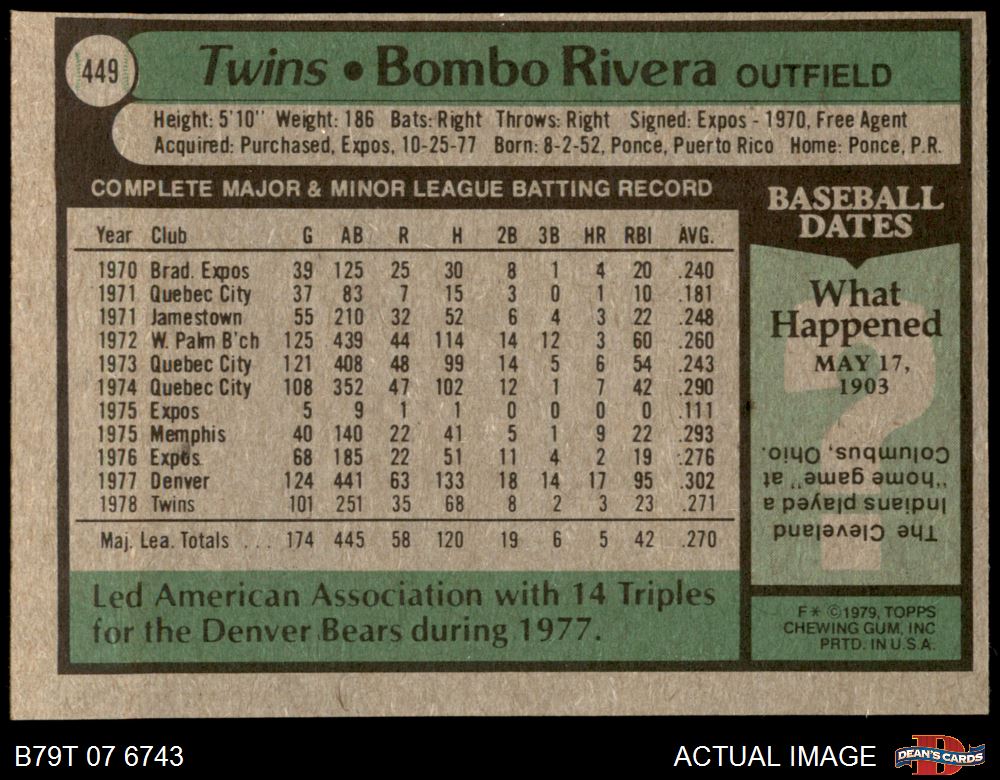 449
Twins • Bombo Rivera OUTFIELD
Height: 5'10" Weight: 186 Bats: Right Throws: Right Signed: Expos - 1970, Free Agent
Acquired: Purchased, Expos, 10-25-77 Born: 8-2-52, Ponce, Puerto Rico Home: Ponce, P.R.
COMPLETE MAJOR & MINOR LEAGUE BATTING RECORD
Year Club G AB R H 2B 3B HR RBI AVG.
1970 Brad. Expos 39 125 25 30 8 1 4 20 .240
1971 Quebec City 37 83 7 15 3 0 1 10 .181
1971 Jamestown 55 210 32 52 6 4 3 22 .248
1972 W. Palm B'ch 125 439 44 114 14 12 3 60 .260
1973 Quebec City 121 408 48 99 14 5 6 54 .243
1974 Quebec City 108 352 47 102 12 1 7 42 .290
1975 Expos 5 9 1 1 0 0 0 0 .111
1975 Memphis 40 140 22 41 5 1 9 22 .293
1976 Expos 68 185 22 51 11 4 2 19 .276
1977 Denver 124 441 63 133 18 14 17 95 .302
1978 Twins 101 251 35 68 8 2 3 23 .271
Maj. Lea. Totals ... 174 445 58 120 19 6 5 42 .270
Led American Association with 14 Triples
for the Denver Bears during 1977.
BASEBALL
DATES
What
Happened
MAY 17,
1903
The Cleveland
Indians played a
"home game" at
Columbus, Ohio.
F* ©1979, TOPPS
CHEWING GUM, INC
PRTD. IN U.S.A.
B79T 07 6743
ACTUAL IMAGE
DEAN'S CARDS